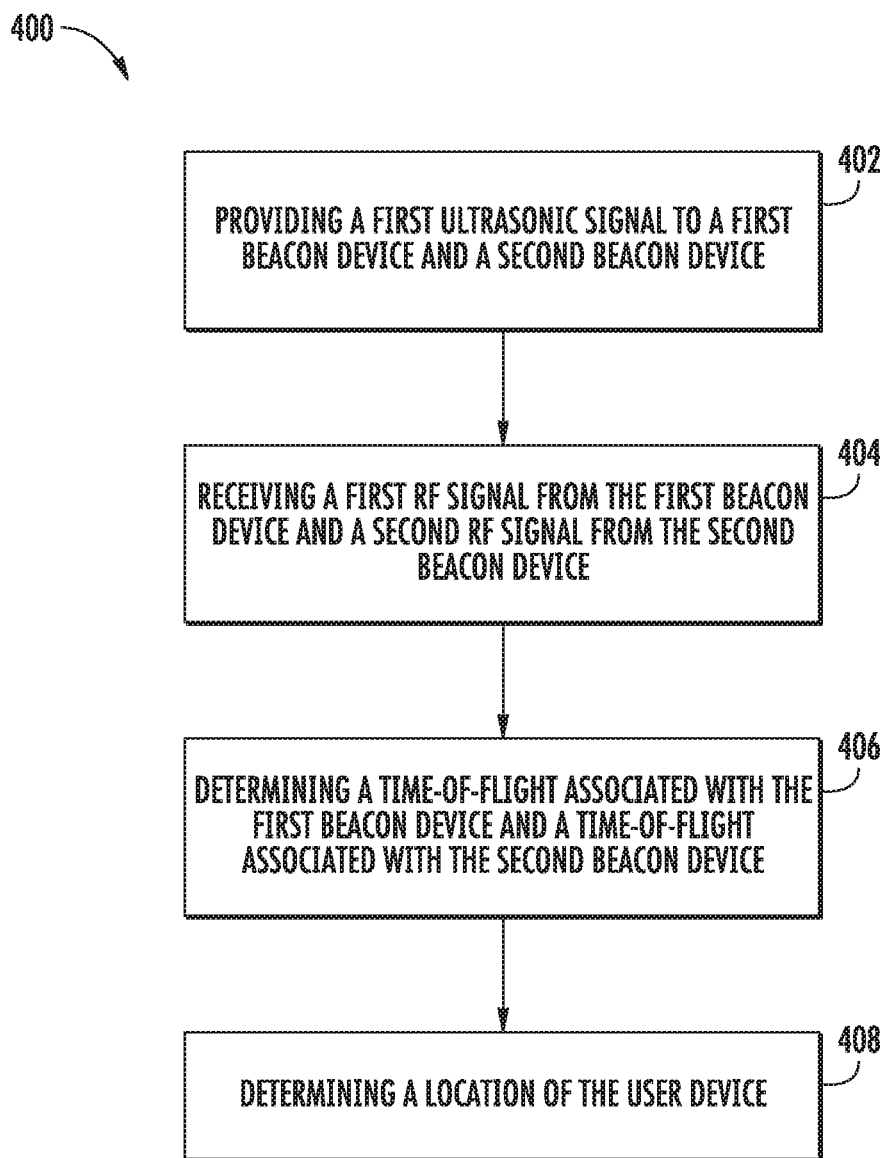 400
402
PROVIDING A FIRST ULTRASONIC SIGNAL TO A FIRST
BEACON DEVICE AND A SECOND BEACON DEVICE
404
RECEIVING A FIRST RF SIGNAL FROM THE FIRST BEACON
DEVICE AND A SECOND RF SIGNAL FROM THE SECOND
BEACON DEVICE
406
DETERMINING A TIME-OF-FLIGHT ASSOCIATED WITH THE
FIRST BEACON DEVICE AND A TIME-OF-FLIGHT
ASSOCIATED WITH THE SECOND BEACON DEVICE
408
DETERMINING A LOCATION OF THE USER DEVICE